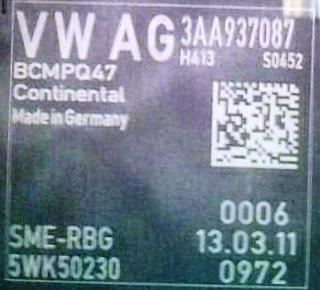 VW AG 3AA937087
H413 S0452
BCMPQ47
Continental
Made in Germany
0006
SME-RBG 13.03.11
5WK50230 0972